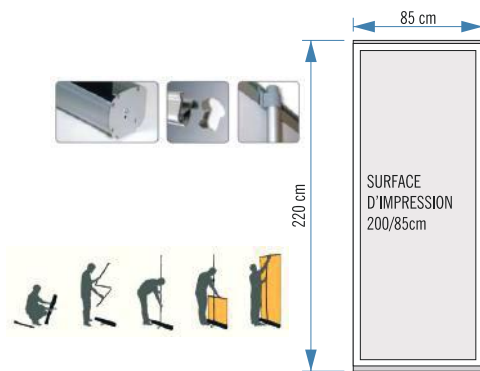 85 cm
220 cm
SURFACE
D'IMPRESSION
200/85cm